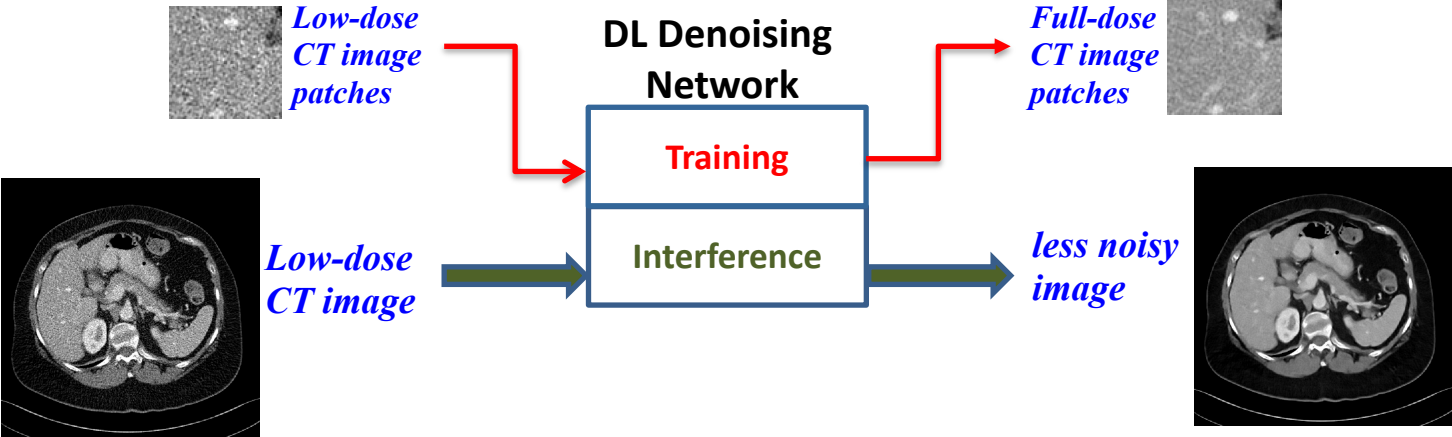 Low-dose
CT image
patches
DL Denoising
Network
Full-dose
CT image
patches
Training
Low-dose
CT image
Interference
less noisy
image